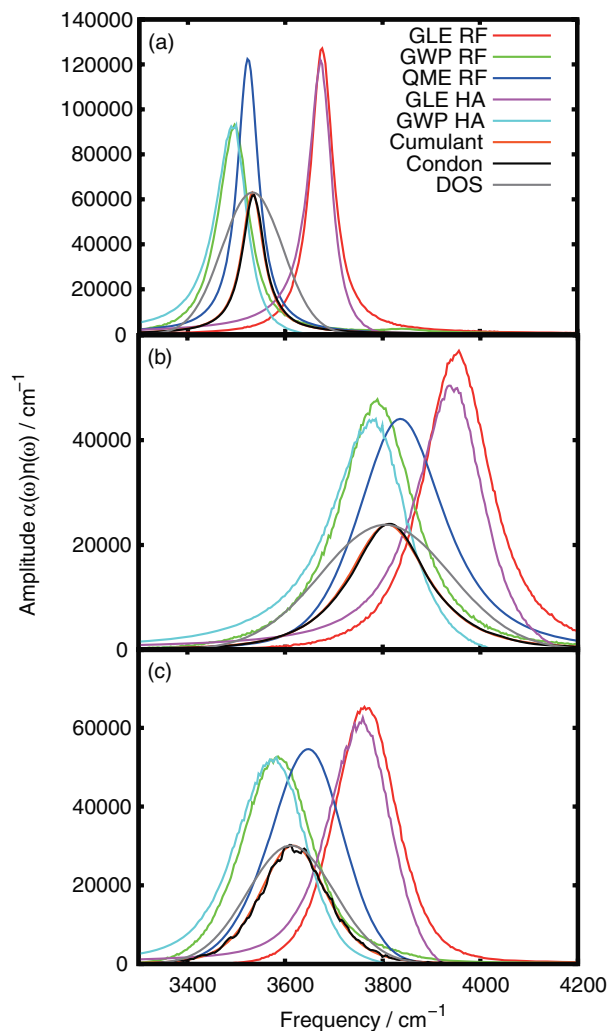 (a)
GLE RF
GWP RF
QME RF
GLE HA
GWP HA
Cumulant
Condon
DOS
140000
120000
100000
80000
60000
40000
20000
0
(b)
40000
20000
0
(c)
60000
40000
20000
0
Amplitude α(ω)n(ω) / cm⁻¹
3400 3600 3800 4000 4200
Frequency / cm⁻¹